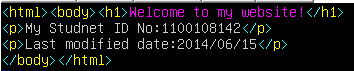 <html><body><h1>Welcome to my website!</h1>
<p>My Studnet ID No:1100108142</p>
<p>Last modified date:2014/06/15</p>
</body></html>